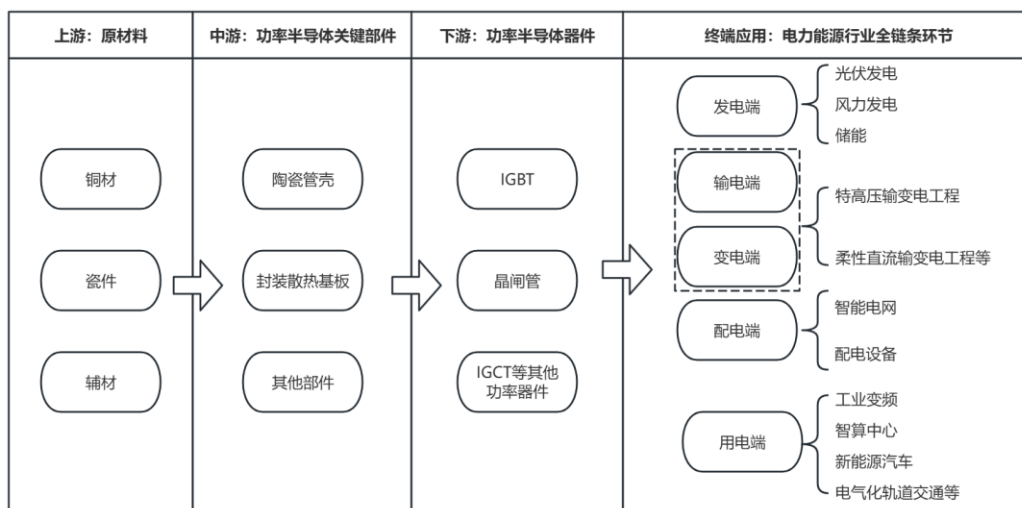 上游：原材料
中游：功率半导体关键部件
下游：功率半导体器件
终端应用：电力能源行业全链条环节
铜材
瓷件
辅材
陶瓷管壳
封装散热基板
其他部件
IGBT
晶闸管
IGCT等其他
功率器件
发电端
光伏发电
风力发电
储能
输电端
变电端
特高压输变电工程
柔性直流输变电工程等
配电端
智能电网
配电设备
用电端
工业变频
智算中心
新能源汽车
电气化轨道交通等